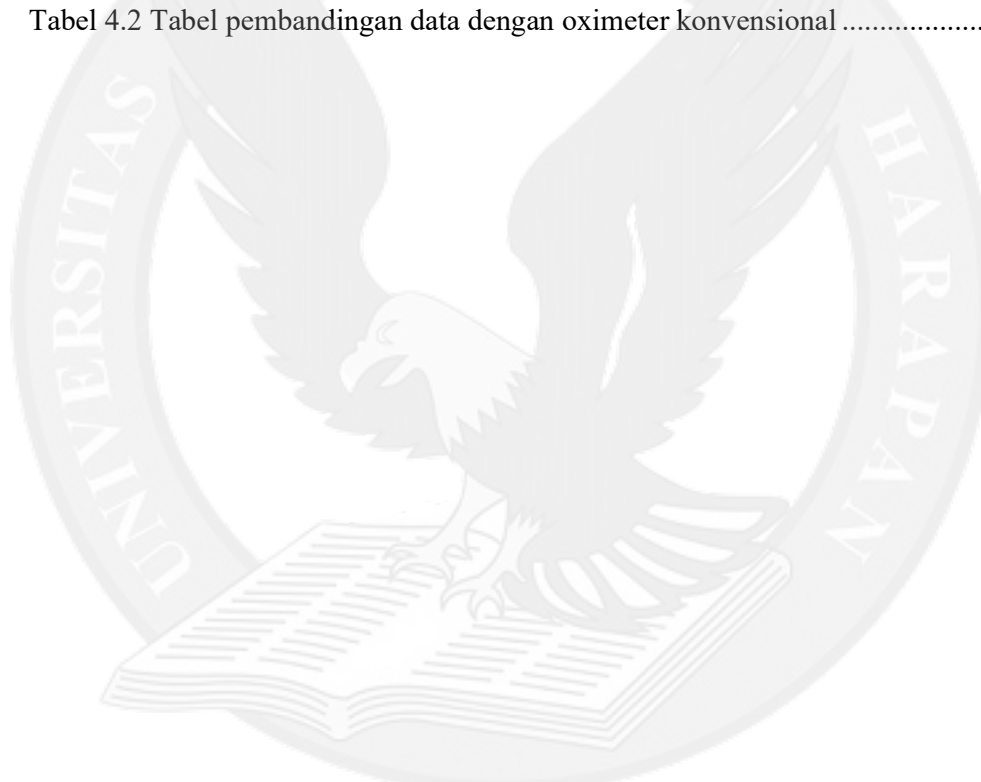 Tabel 4.2 Tabel pembandingan data dengan oximeter konvensional ...................
UNIVERSITAS
HARAPAN